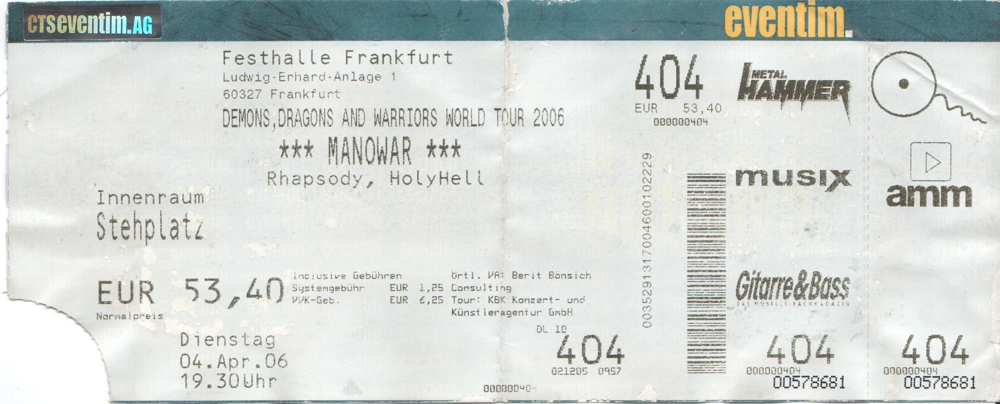 CTSeventim.AG
eventim.
Festhalle Frankfurt
Ludwig-Erhard-Anlage 1
60327 Frankfurt
DEMONS,DRAGONS AND WARRIORS WORLD TOUR 2006
*** MANOWAR ***
Rhapsody, HolyHell
Innenraum
Stehplatz
EUR 53,40
Normalpreis
Inclusive Gebühren
Systemgebühr EUR 1,25
VVK-Geb. EUR 6,25
örtl. VA: Berit Bönsich
Consulting
Tour: KBK Konzert- und
Künstleragentur GmbH
Dienstag
04.Apr.06
19.30Uhr
DL 10
404
021205 0957
000000404
404
EUR 53,40
000000404
0035291317004600102229
METAL
HAMMER
musix
Gitarre&Bass
DAS MUSIKER-FACHMAGAZIN
404
000000404
00578681
amm
404
000000404
00578681